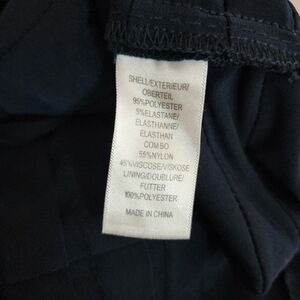 SHELL/EXTERIEUR/
OBERTEIL
95%POLYESTER
5%ELASTANE/
ELASTHANNE/
ELASTHAN
COMBO
55%NYLON
45%VISCOSE/VISKOSE
LINING/DOUBLURE/
FUTTER
100%POLYESTER
MADE IN CHINA